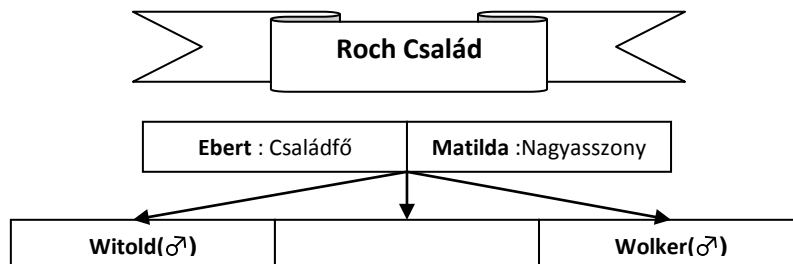 Roch Család
Ebert : Családfő Matilda :Nagyasszony
Witold(♂) Wolker(♂)